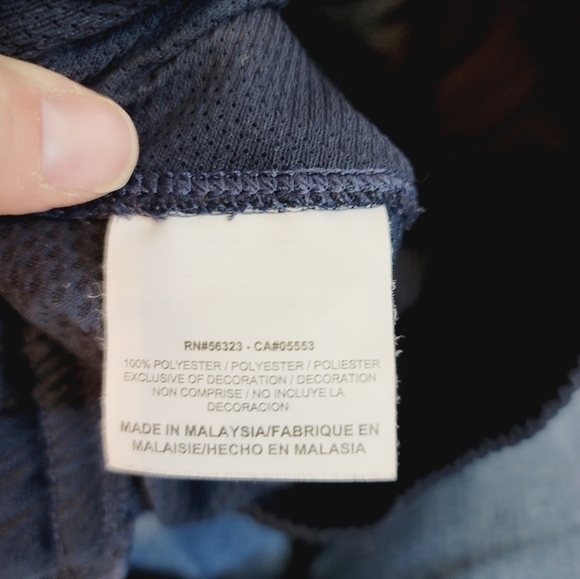 RN#56323 - CA#05553
100% POLYESTER / POLYESTER / POLIESTER
EXCLUSIVE OF DECORATION / DECORATION
NON COMPRISE / NO INCLUYE LA
DECORACION
MADE IN MALAYSIA/FABRIQUE EN
MALAISIE/HECHO EN MALASIA